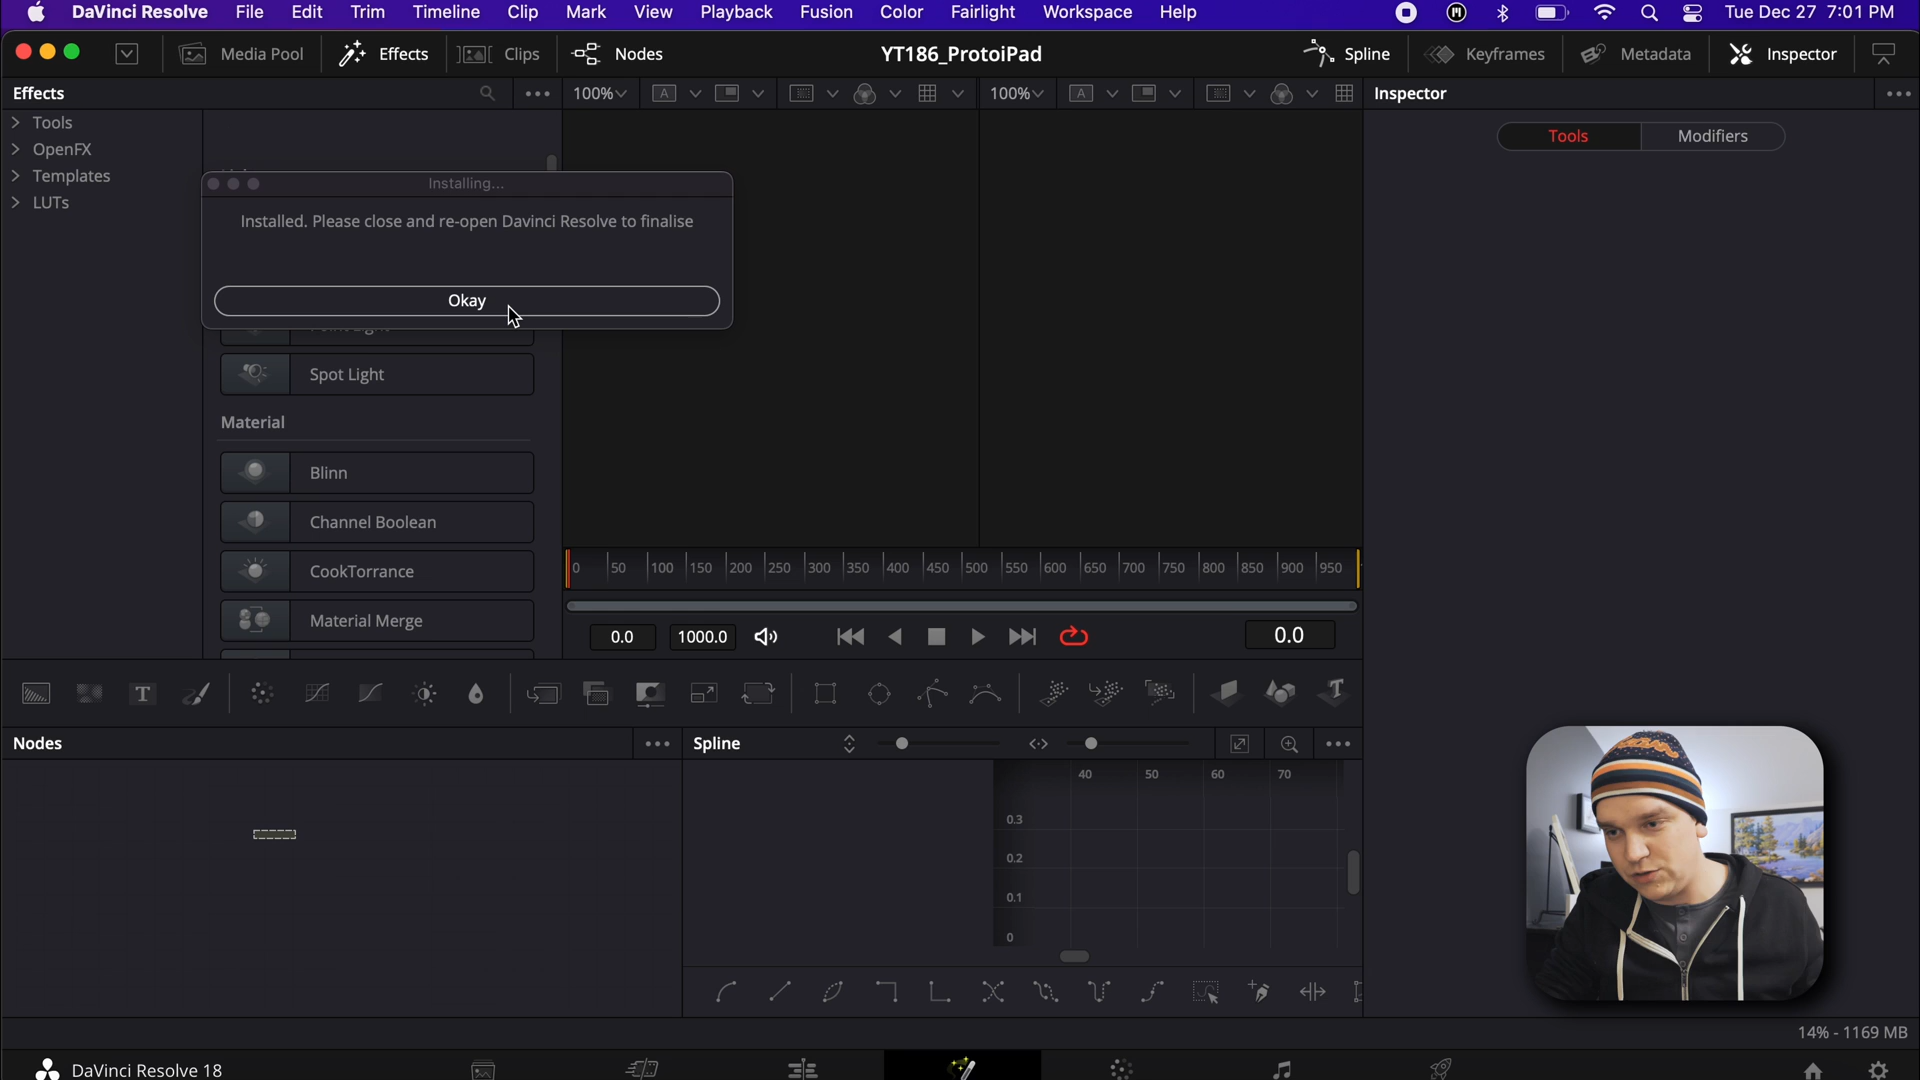 DaVinci Resolve File Edit Trim Timeline Clip Mark View Playback Fusion Color Fairlight Workspace Help Tue Dec 27 7:01 PM
Media Pool Effects Clips Nodes YT186_ProtoiPad Spline Keyframes Metadata Inspector
Effects 100% A 100% A Inspector
Tools
OpenFX
Templates
LUTs
Tools Modifiers
Installing...
Installed. Please close and re-open Davinci Resolve to finalise
Okay
Spot Light
Material
Blinn
Channel Boolean
CookTorrance
Material Merge
0 50 100 150 200 250 300 350 400 450 500 550 600 650 700 750 800 850 900 950
0.0 1000.0 0.0
T T
Nodes Spline
40 50 60 70
0.3
0.2
0.1
0
14% - 1169 MB
DaVinci Resolve 18